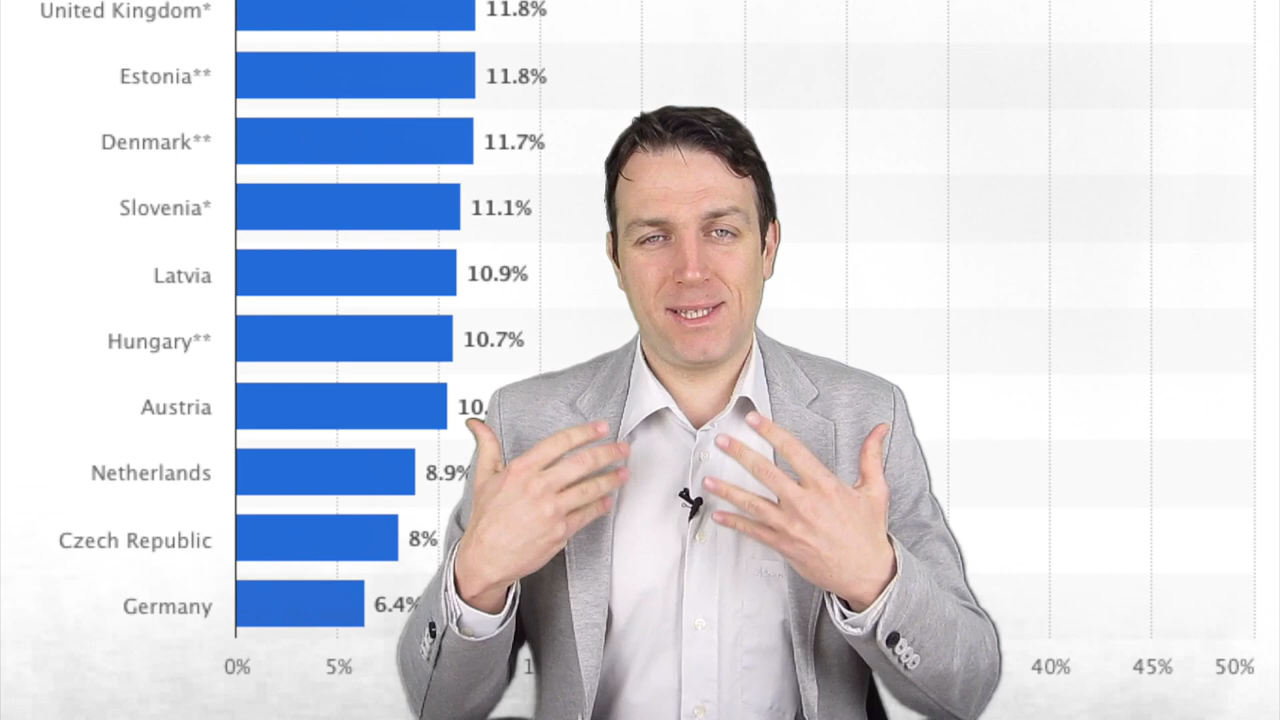 United Kingdom* 11.8%
Estonia** 11.8%
Denmark** 11.7%
Slovenia* 11.1%
Latvia 10.9%
Hungary** 10.7%
Austria 10.
Netherlands 8.9%
Czech Republic 8%
Germany 6.4%
0% 5% 40% 45% 50%